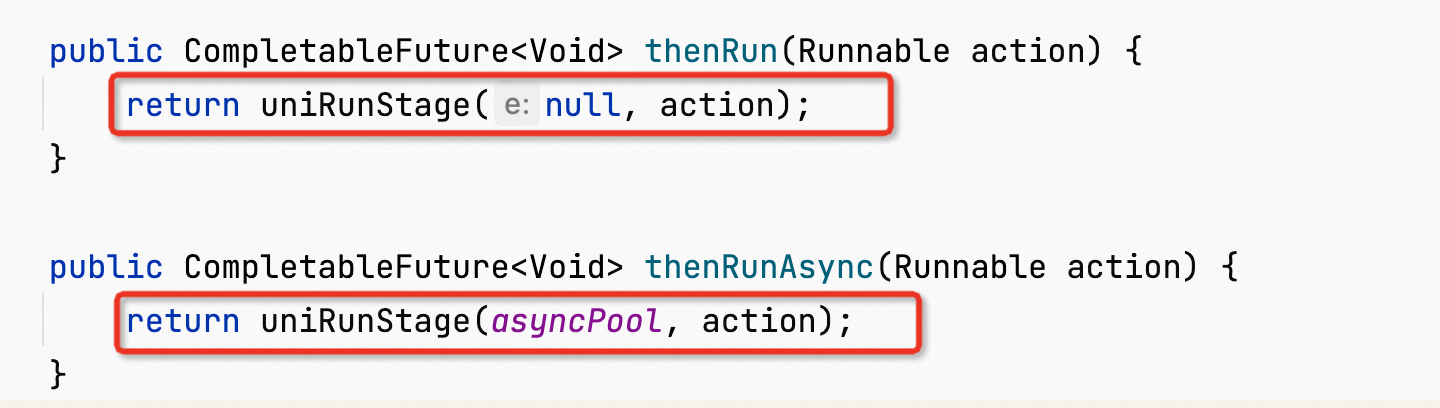 public CompletableFuture<Void> thenRun(Runnable action) {
return uniRunStage( e: null, action);
}
public CompletableFuture<Void> thenRunAsync(Runnable action) {
return uniRunStage(asyncPool, action);
}